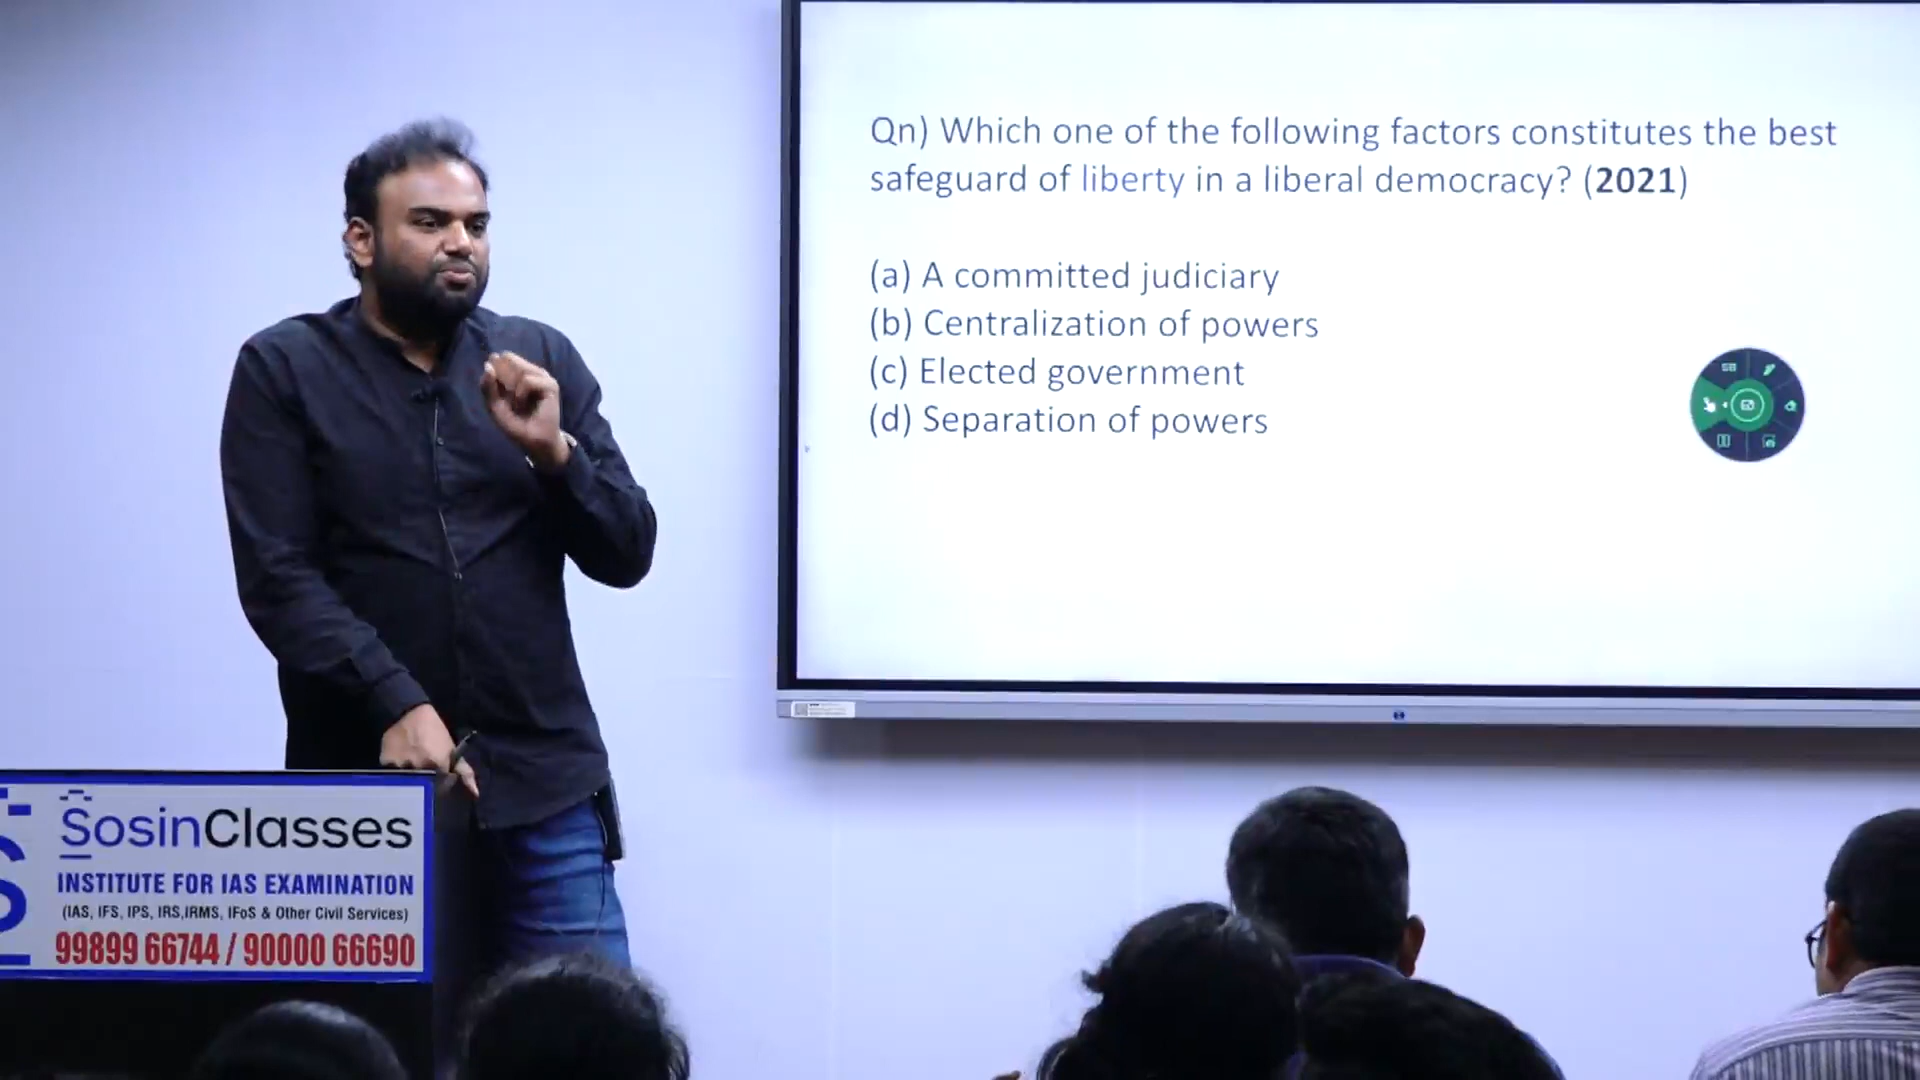 Qn) Which one of the following factors constitutes the best
safeguard of liberty in a liberal democracy? (2021)
(a) A committed judiciary
(b) Centralization of powers
(c) Elected government
(d) Separation of powers
SosinClasses
INSTITUTE FOR IAS EXAMINATION
(IAS, IFS, IPS, IRS,IRMS, IFoS & Other Civil Services)
99899 66744 / 90000 66690